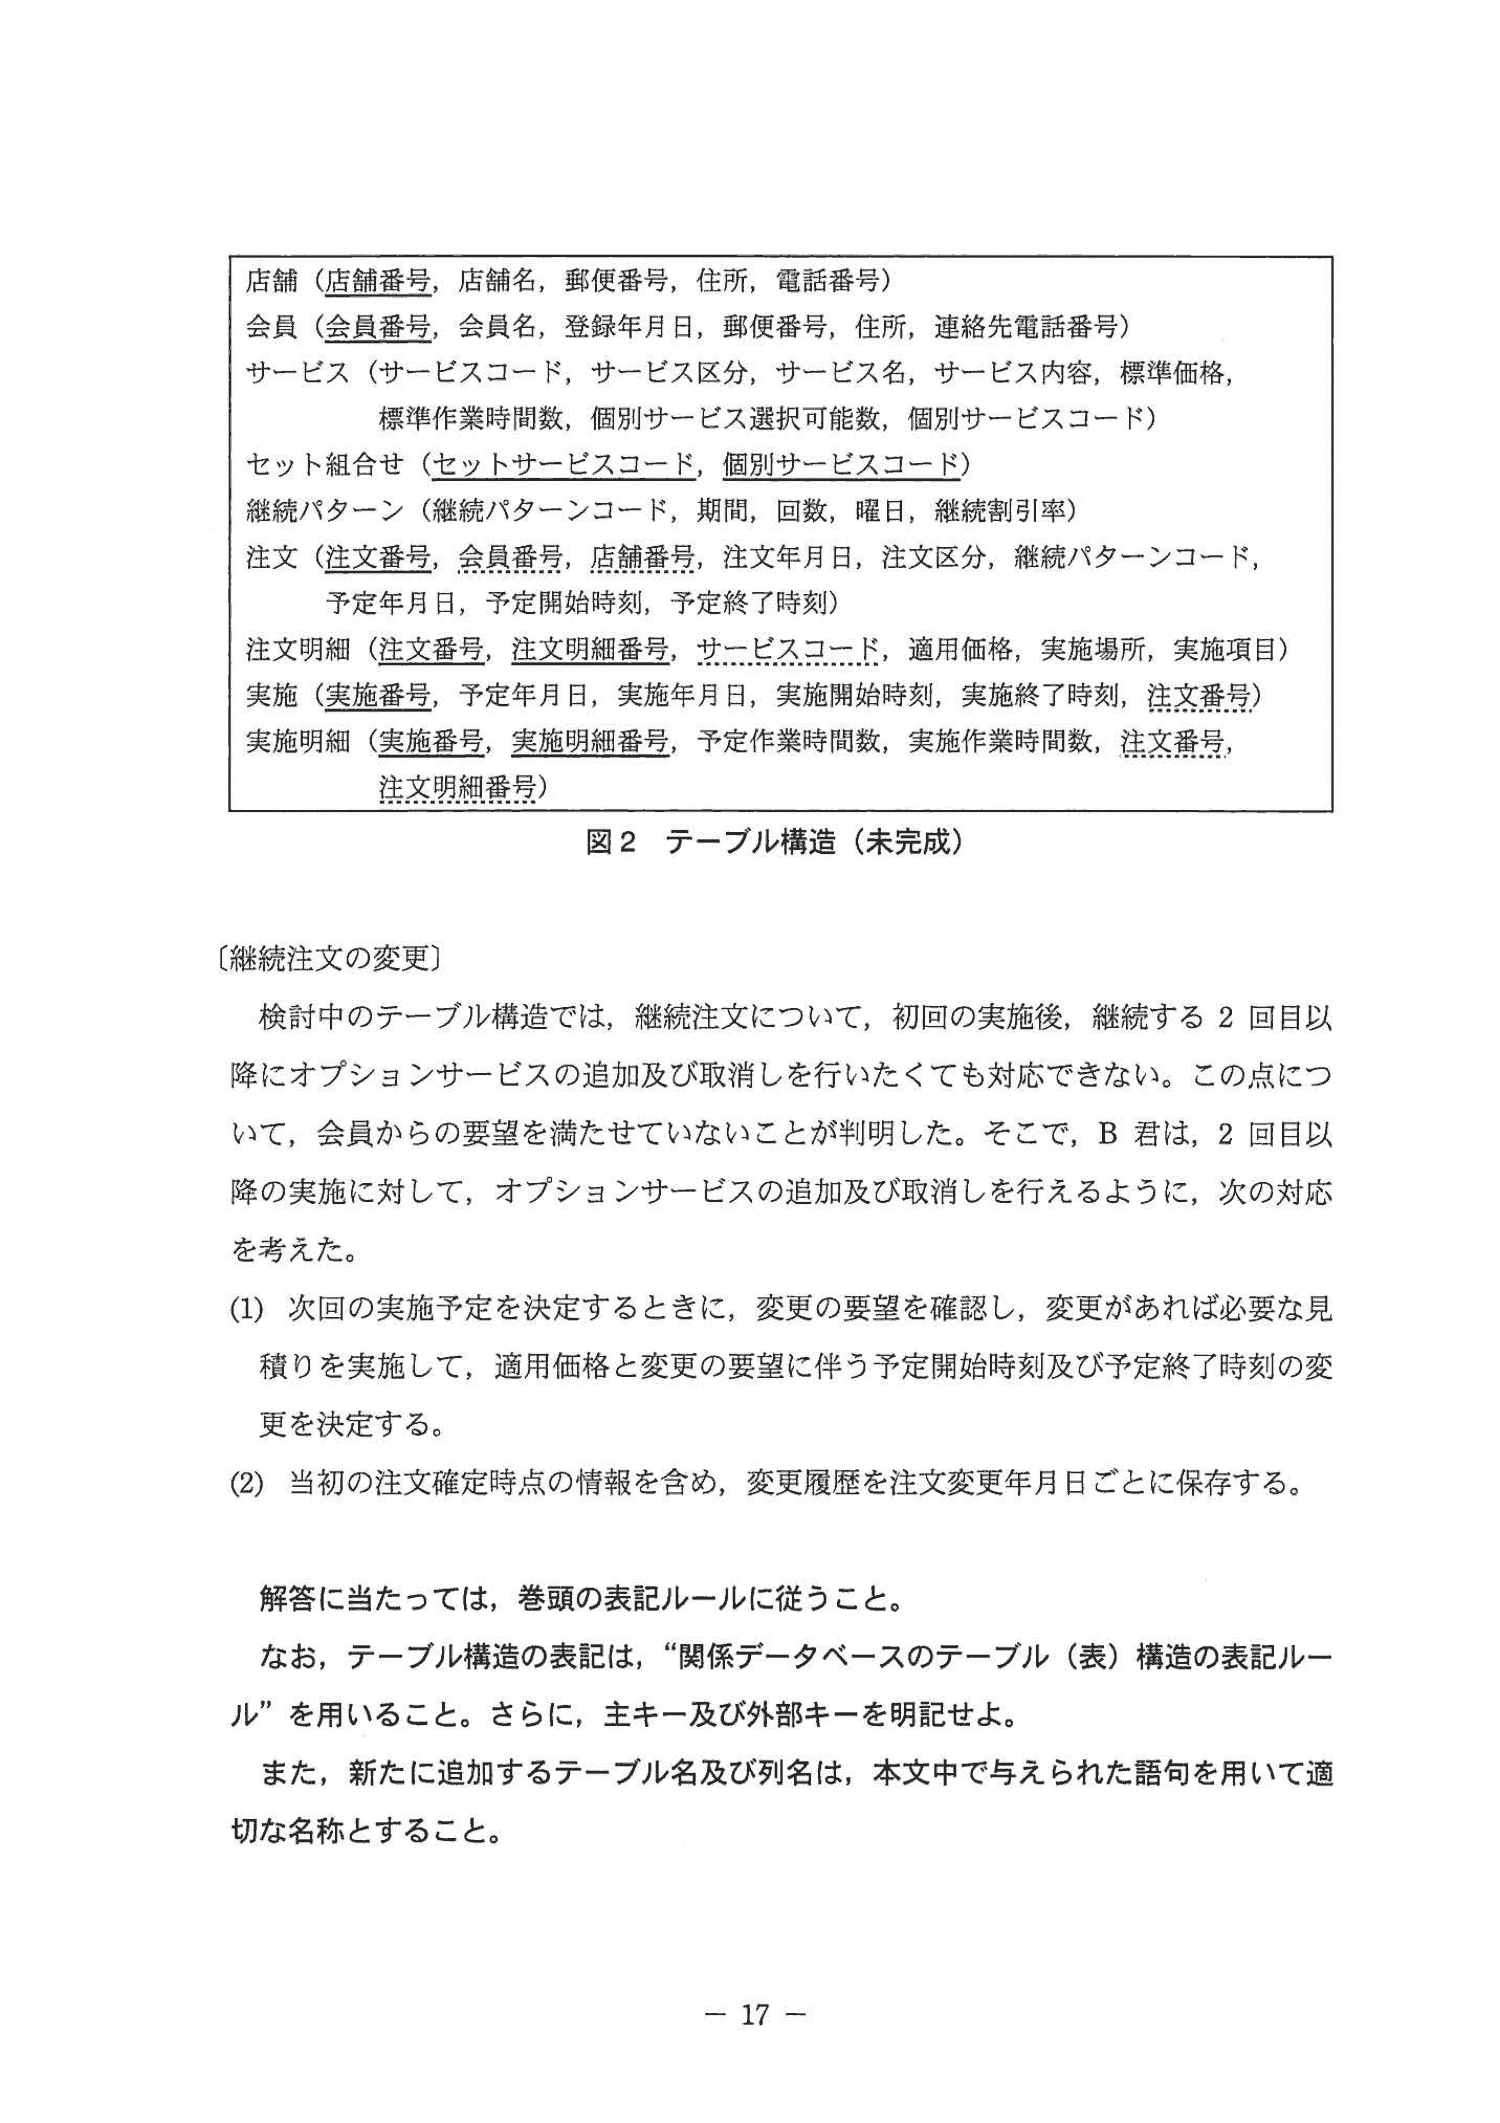 店舗（店舗番号，店舗名，郵便番号，住所，電話番号）
会員（会員番号，会員名，登録年月日，郵便番号，住所，連絡先電話番号）
サービス（サービスコード，サービス区分，サービス名，サービス内容，標準価格，
標準作業時間数，個別サービス選択可能数，個別サービスコード）
セット組合せ（セットサービスコード，個別サービスコード）
継続パターン（継続パターンコード，期間，回数，曜日，継続割引率）
注文（注文番号，会員番号，店舗番号，注文年月日，注文区分，継続パターンコード，
予定年月日，予定開始時刻，予定終了時刻）
注文明細（注文番号，注文明細番号，サービスコード，適用価格，実施場所，実施項目）
実施（実施番号，予定年月日，実施年月日，実施開始時刻，実施終了時刻，注文番号）
実施明細（実施番号，実施明細番号，予定作業時間数，実施作業時間数，注文番号，
注文明細番号）
図2 テーブル構造（未完成）
〔継続注文の変更〕
検討中のテーブル構造では，継続注文について，初回の実施後，継続する 2 回目以
降にオプションサービスの追加及び取消しを行いたくても対応できない。この点につ
いて，会員からの要望を満たせていないことが判明した。そこで，B 君は，2 回目以
降の実施に対して，オプションサービスの追加及び取消しを行えるように，次の対応
を考えた。
(1) 次回の実施予定を決定するときに，変更の要望を確認し，変更があれば必要な見
積りを実施して，適用価格と変更の要望に伴う予定開始時刻及び予定終了時刻の変
更を決定する。
(2) 当初の注文確定時点の情報を含め，変更履歴を注文変更年月日ごとに保存する。
解答に当たっては，巻頭の表記ルールに従うこと。
なお，テーブル構造の表記は，“関係データベースのテーブル（表）構造の表記ルー
ル”を用いること。さらに，主キー及び外部キーを明記せよ。
また，新たに追加するテーブル名及び列名は，本文中で与えられた語句を用いて適
切な名称とすること。
－ 17 －